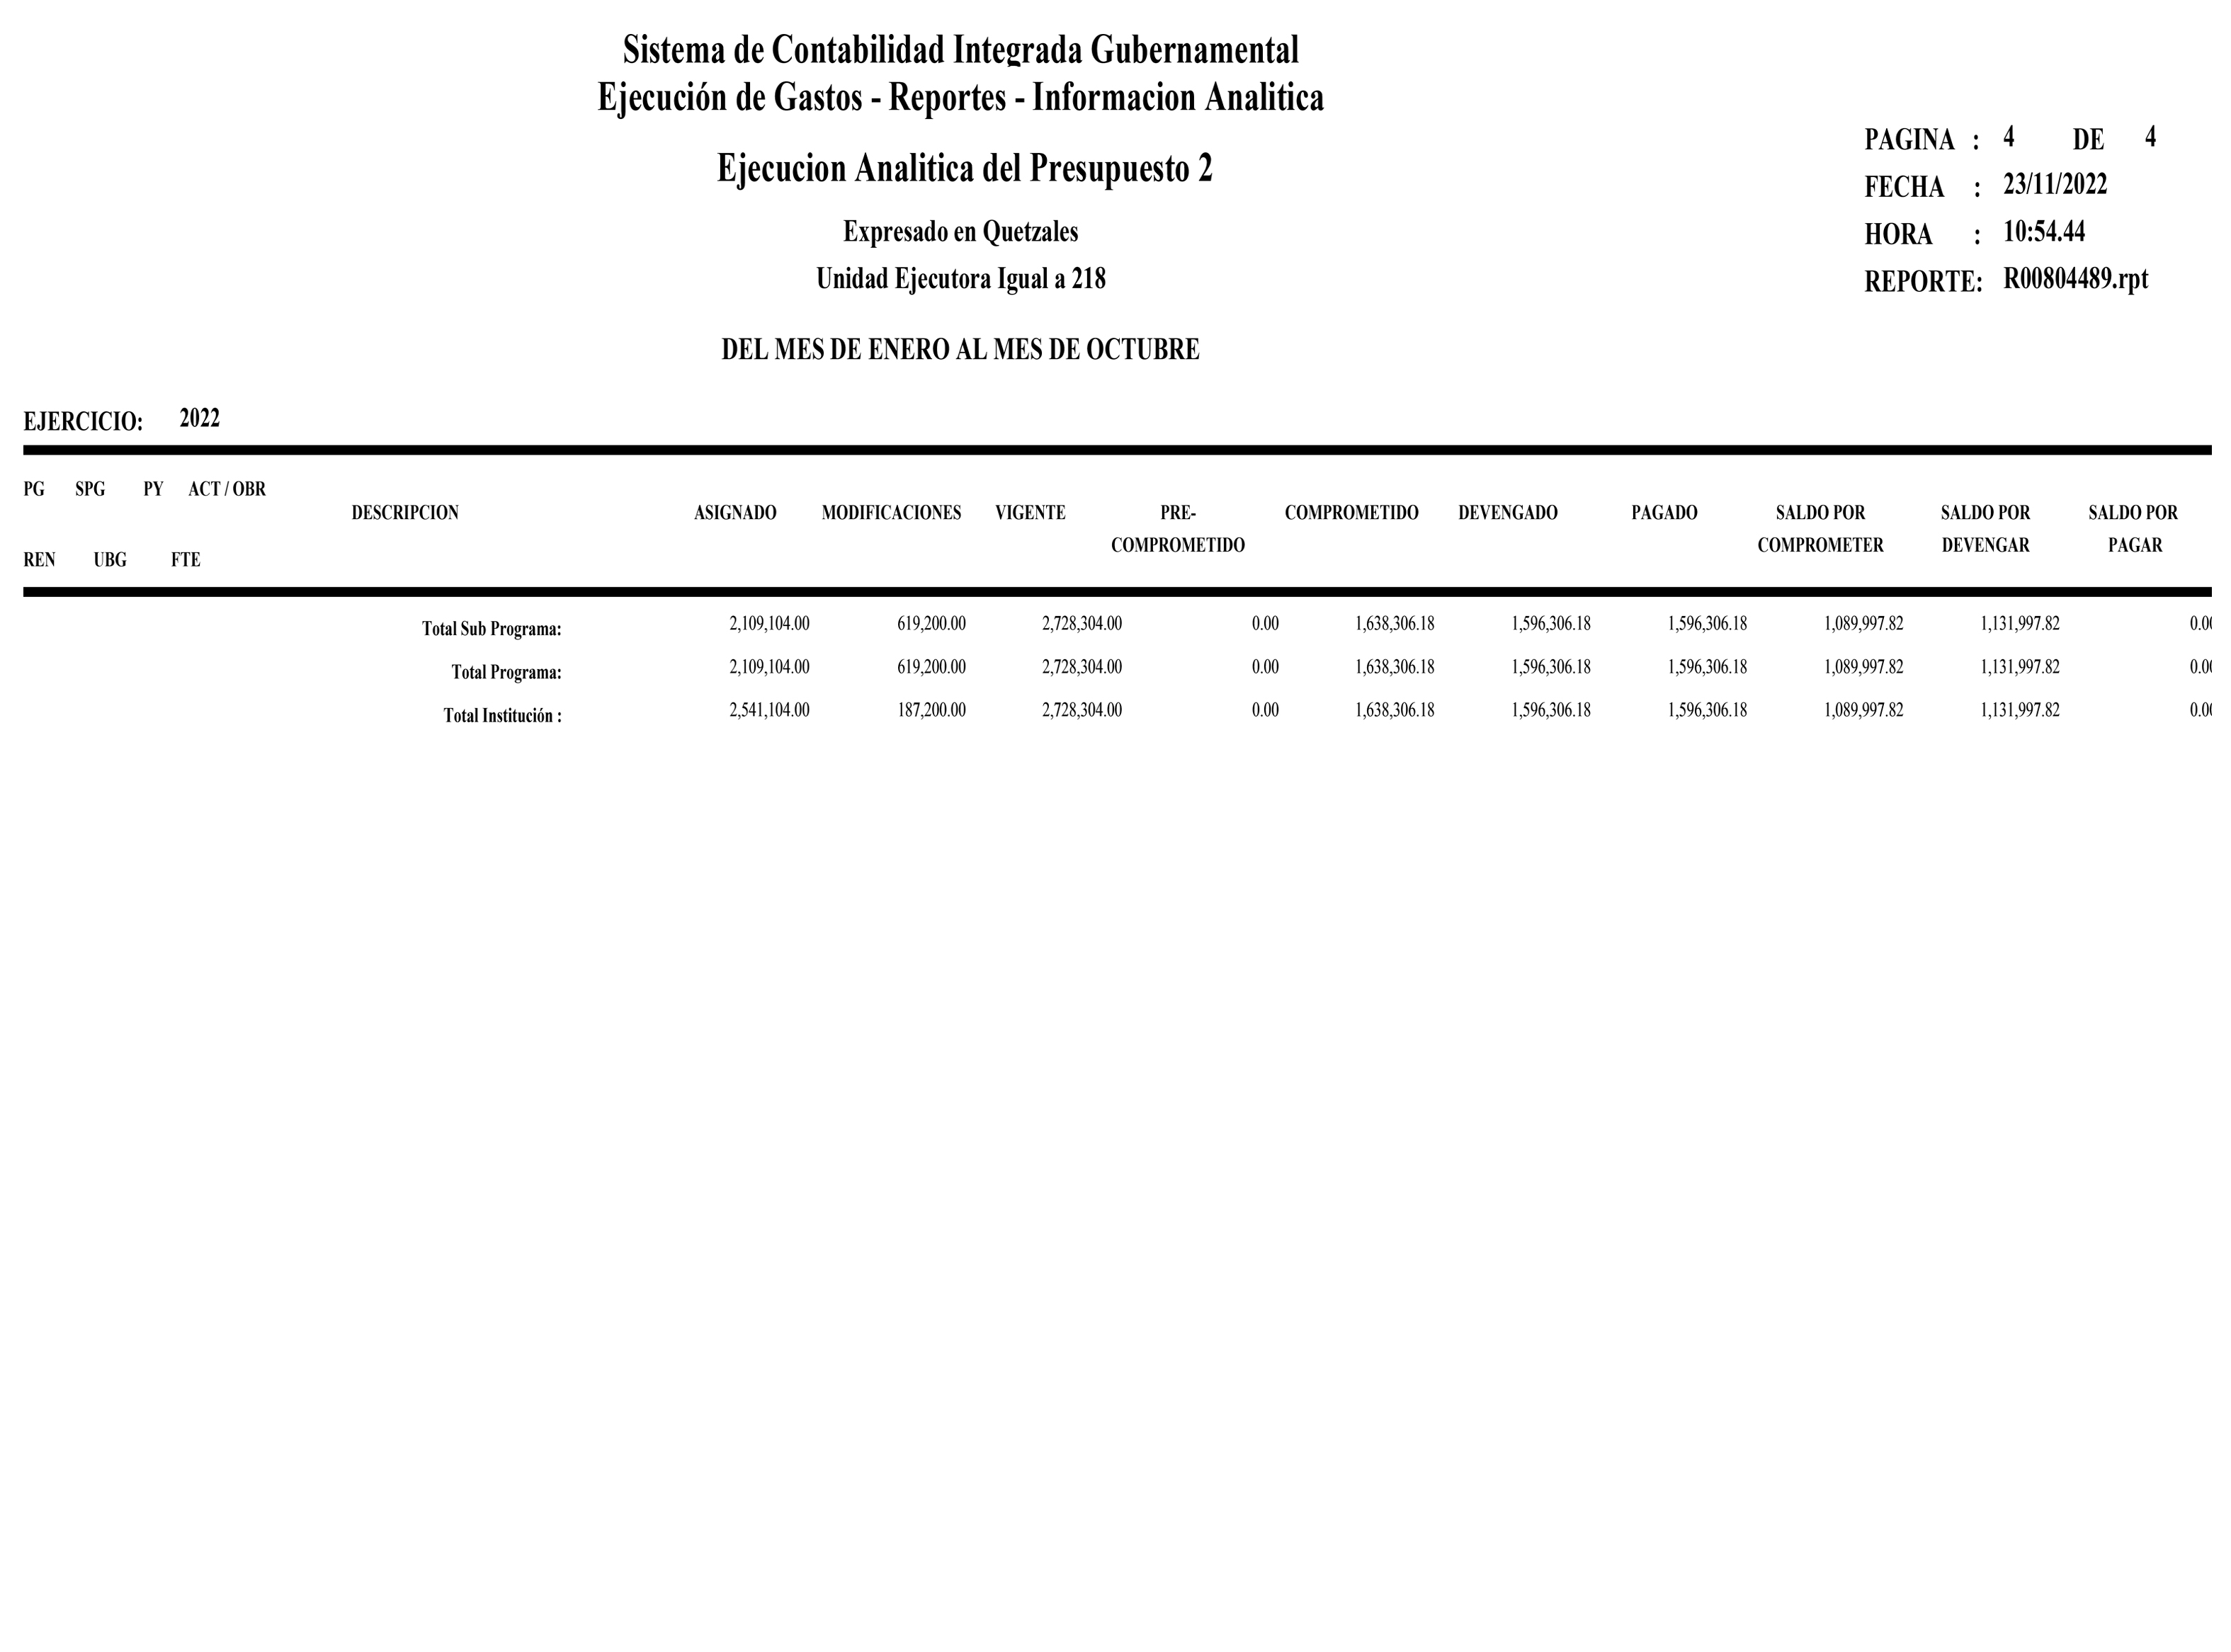 Sistema de Contabilidad Integrada Gubernamental
Ejecución de Gastos - Reportes - Informacion Analitica
Ejecucion Analitica del Presupuesto 2
Expresado en Quetzales
Unidad Ejecutora Igual a 218
DEL MES DE ENERO AL MES DE OCTUBRE
PAGINA : 4 DE 4
FECHA : 23/11/2022
HORA : 10:54.44
REPORTE: R00804489.rpt
EJERCICIO: 2022
PG SPG PY ACT / OBR
DESCRIPCION ASIGNADO MODIFICACIONES VIGENTE PRE- COMPROMETIDO DEVENGADO PAGADO SALDO POR SALDO POR SALDO POR
COMPROMETIDO COMPROMETER DEVENGAR PAGAR
REN UBG FTE
Total Sub Programa: 2,109,104.00 619,200.00 2,728,304.00 0.00 1,638,306.18 1,596,306.18 1,596,306.18 1,089,997.82 1,131,997.82 0.00
Total Programa: 2,109,104.00 619,200.00 2,728,304.00 0.00 1,638,306.18 1,596,306.18 1,596,306.18 1,089,997.82 1,131,997.82 0.00
Total Institución : 2,541,104.00 187,200.00 2,728,304.00 0.00 1,638,306.18 1,596,306.18 1,596,306.18 1,089,997.82 1,131,997.82 0.00